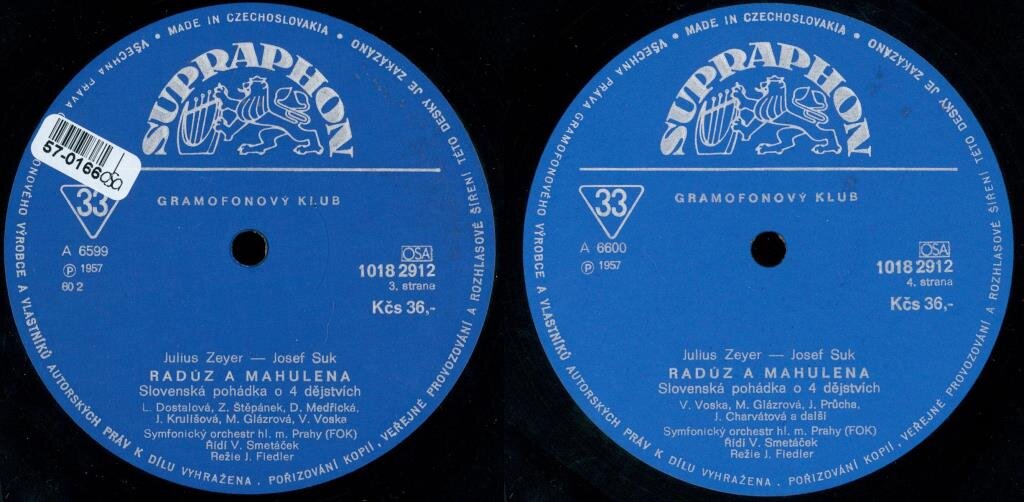 VŠECHNA PRÁVA GRAMOFONOVÉHO VÝROBCE A VLASTNÍKŮ AUTORSKÝCH PRÁV K DÍLU VYHRAŽENA . POŘIZOVÁNÍ KOPIÍ . VEŘEJNÉ PROVOZOVÁNÍ A ROZHLASOVÉ ŠÍŘENÍ TÉTO DESKY JE ZAKÁZÁNO • MADE IN CZECHOSLOVAKIA •
SUPRAPHON
57-0166
33
GRAMOFONOVÝ KLUB
A 6599
Ⓟ 1957
60 2
OSA
1018 2912
3. strana
Kčs 36,-
Julius Zeyer — Josef Suk
RADÚZ A MAHULENA
Slovenská pohádka o 4 dějstvích
L. Dostalová, Z. Štěpánek, D. Medřická,
J. Krulišová, M. Glázrová, V. Voska
Symfonický orchestr hl. m. Prahy (FOK)
Řídí V. Smetáček
Režie J. Fiedler
VŠECHNA PRÁVA GRAMOFONOVÉHO VÝROBCE A VLASTNÍKŮ AUTORSKÝCH PRÁV K DÍLU VYHRAŽENA . POŘIZOVÁNÍ KOPIÍ . VEŘEJNÉ PROVOZOVÁNÍ A ROZHLASOVÉ ŠÍŘENÍ TÉTO DESKY JE ZAKÁZÁNO • MADE IN CZECHOSLOVAKIA •
SUPRAPHON
33
GRAMOFONOVÝ KLUB
A 6600
Ⓟ 1957
OSA
1018 2912
4. strana
Kčs 36,-
Julius Zeyer — Josef Suk
RADÚZ A MAHULENA
Slovenská pohádka o 4 dějstvích
V. Voska, M. Glázrová, J. Průcha,
J. Charvátová a další
Symfonický orchestr hl. m. Prahy (FOK)
Řídí V. Smetáček
Režie J. Fiedler